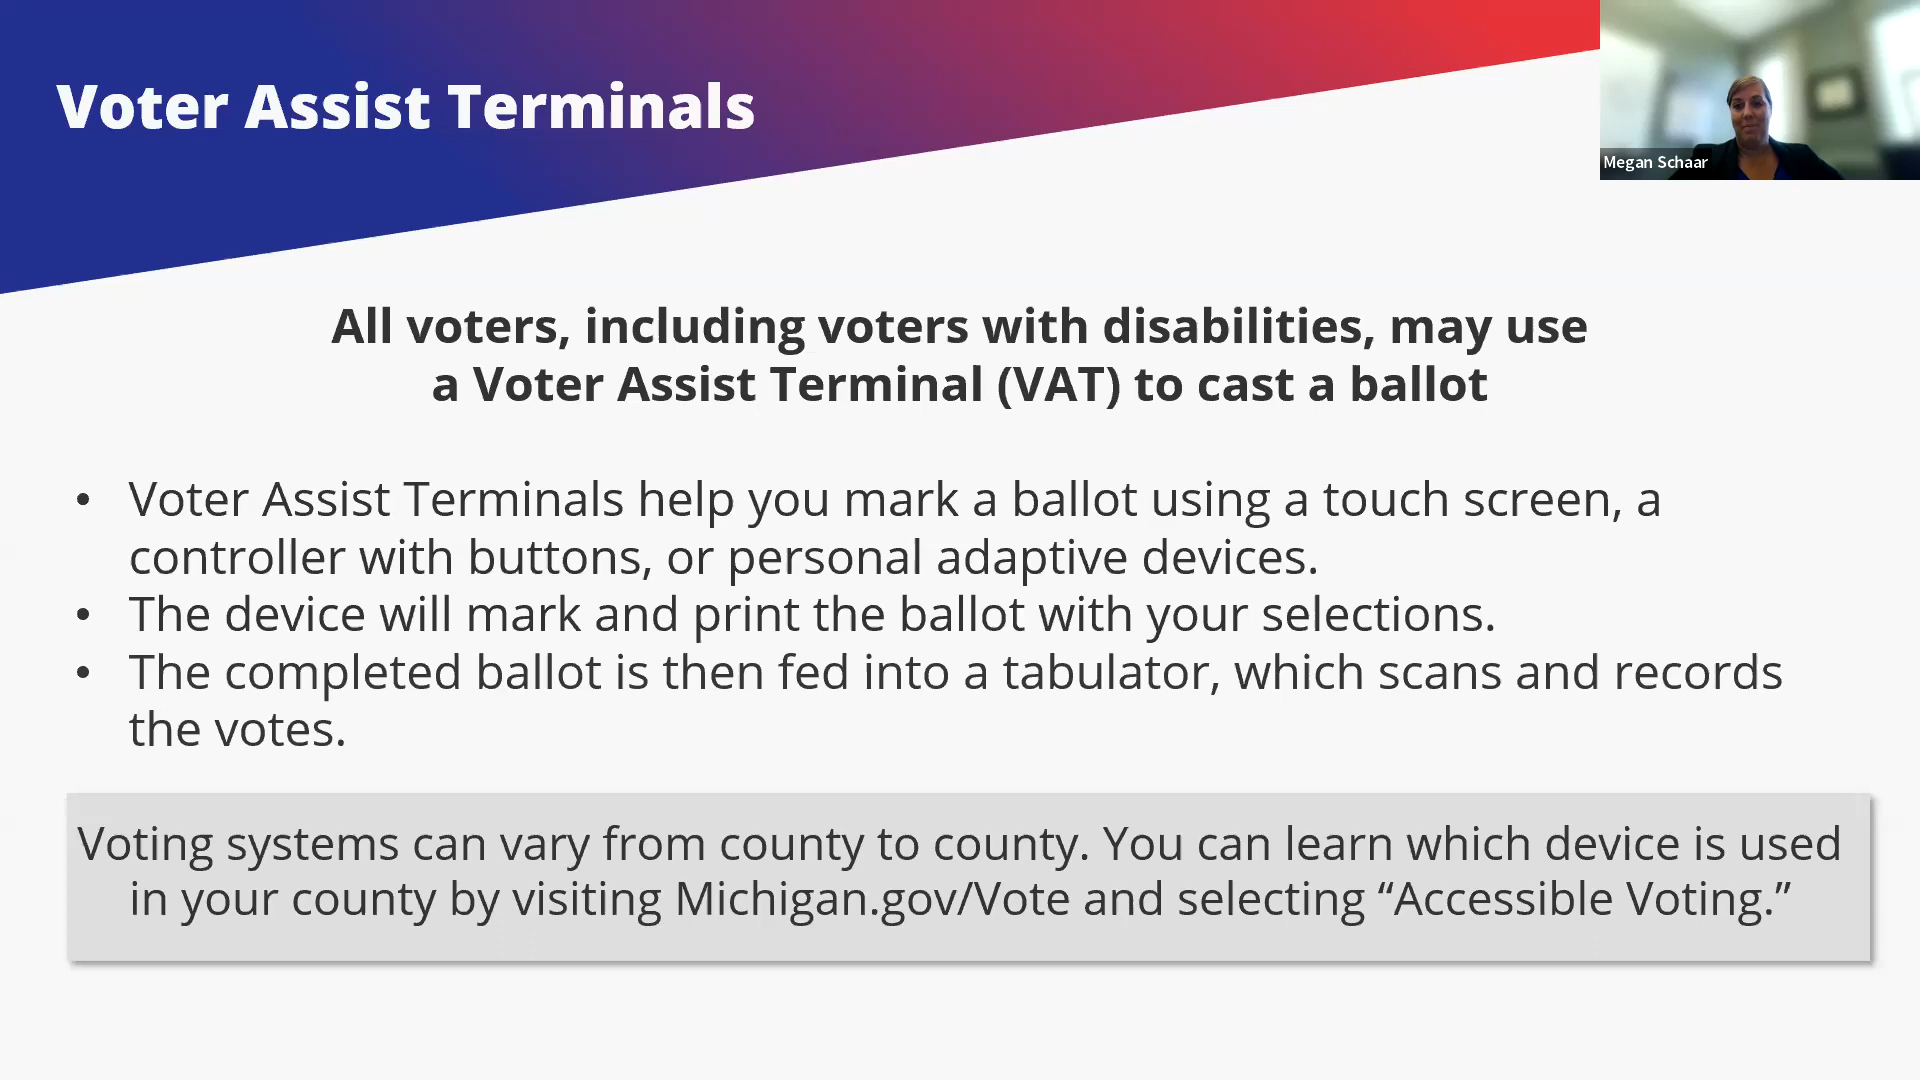 Voter Assist Terminals
Megan Schaar
All voters, including voters with disabilities, may use
a Voter Assist Terminal (VAT) to cast a ballot
• Voter Assist Terminals help you mark a ballot using a touch screen, a
controller with buttons, or personal adaptive devices.
• The device will mark and print the ballot with your selections.
• The completed ballot is then fed into a tabulator, which scans and records
the votes.
Voting systems can vary from county to county. You can learn which device is used
in your county by visiting Michigan.gov/Vote and selecting “Accessible Voting.”